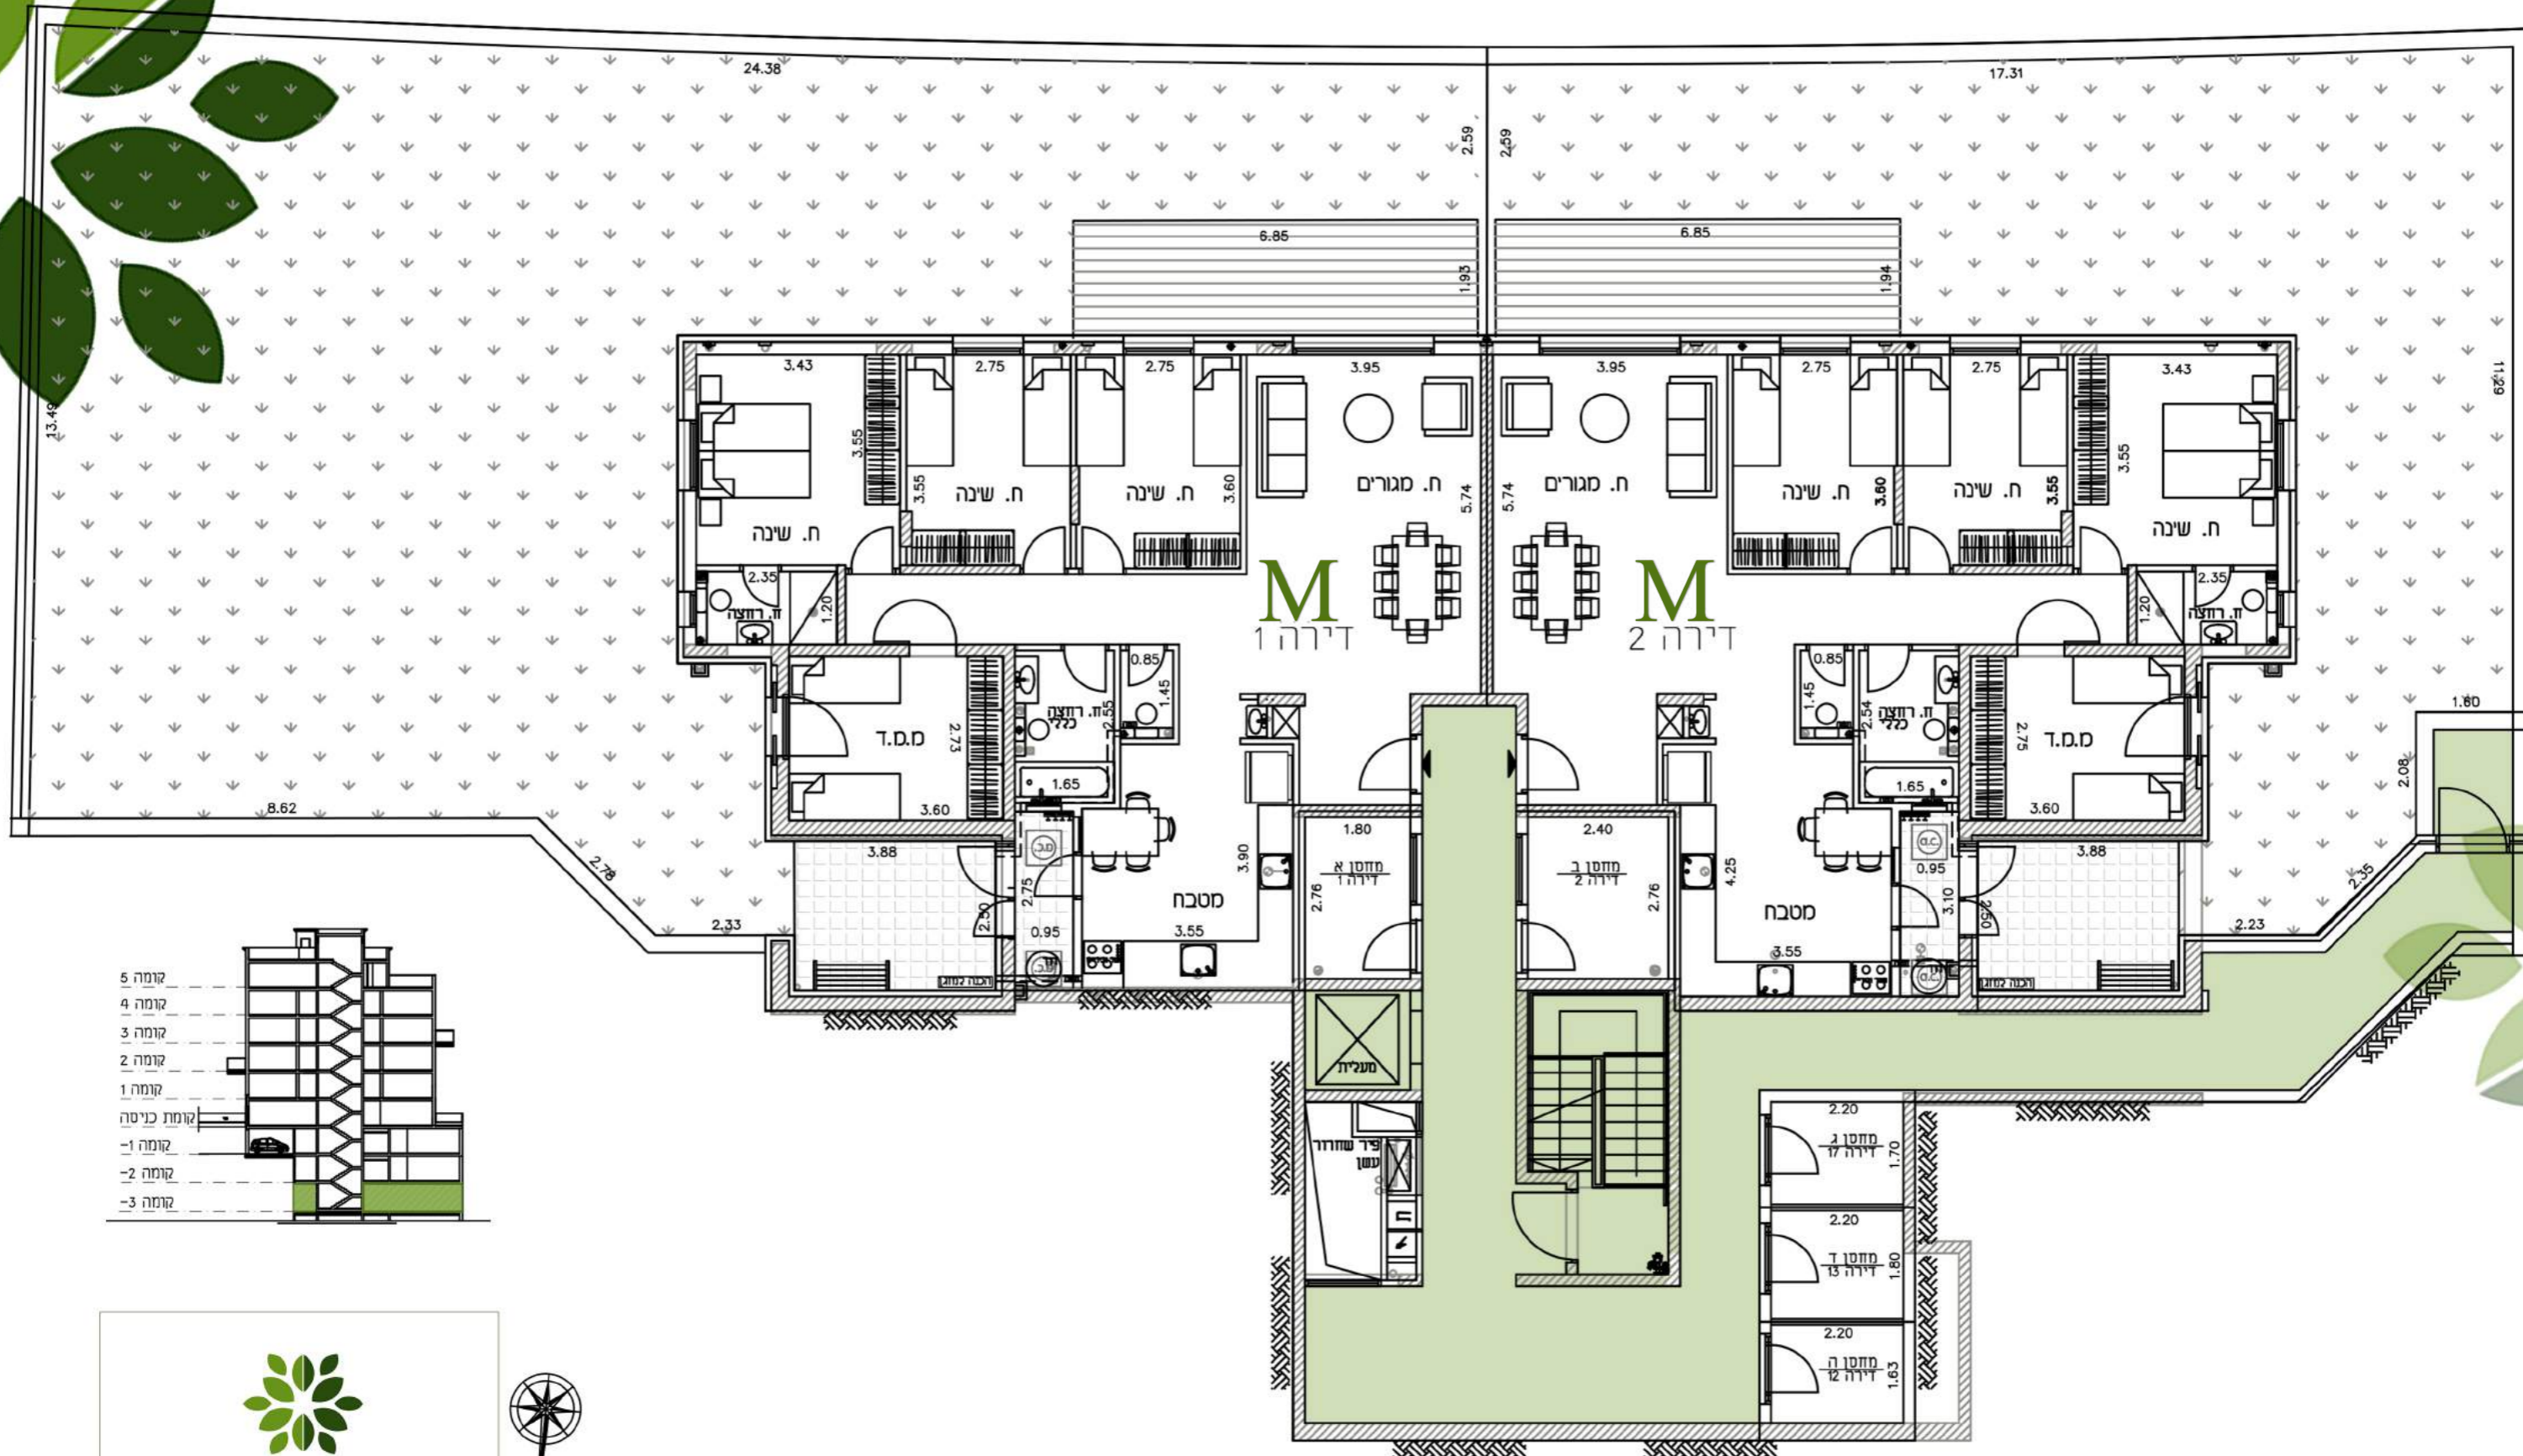 24.38
17.31
2.59
2.59
6.85
6.85
1.93
1.94
13.49
11.29
3.43
2.75
2.75
3.95
3.95
2.75
2.75
3.43
3.55
3.55
3.60
5.74
5.74
3.60
3.55
3.55
ח. שינה
ח. שינה
ח. שינה
ח. מגורים
ח. מגורים
ח. שינה
ח. שינה
ח. שינה
M
M
דירה 1
דירה 2
2.35
1.20
ח. רחצה
2.35
1.20
ח. רחצה
0.85
1.45
0.85
1.45
ח. רחצה
כללי
2.55
1.65
ח. רחצה
כללי
2.54
1.65
מ.מ.ד
2.73
3.60
מ.מ.ד
2.75
3.60
1.60
2.08
8.62
2.78
2.33
2.35
2.23
3.88
2.50
2.75
0.95
הכנה למזגן
3.88
2.50
3.10
0.95
הכנה למזגן
a.c.
a.c.
3.90
מטבח
3.55
4.25
מטבח
3.55
1.80
מחסן א
דירה 1
2.76
2.40
מחסן ב
דירה 2
2.76
מעלית
פיר שחרור
עשן
ח
2.20
מחסן ג
דירה 17
1.70
2.20
מחסן ד
דירה 13
1.80
2.20
מחסן ה
דירה 12
1.63
קומה 5
קומה 4
קומה 3
קומה 2
קומה 1
קומת כניסה
קומה 1-
קומה 2-
קומה 3-